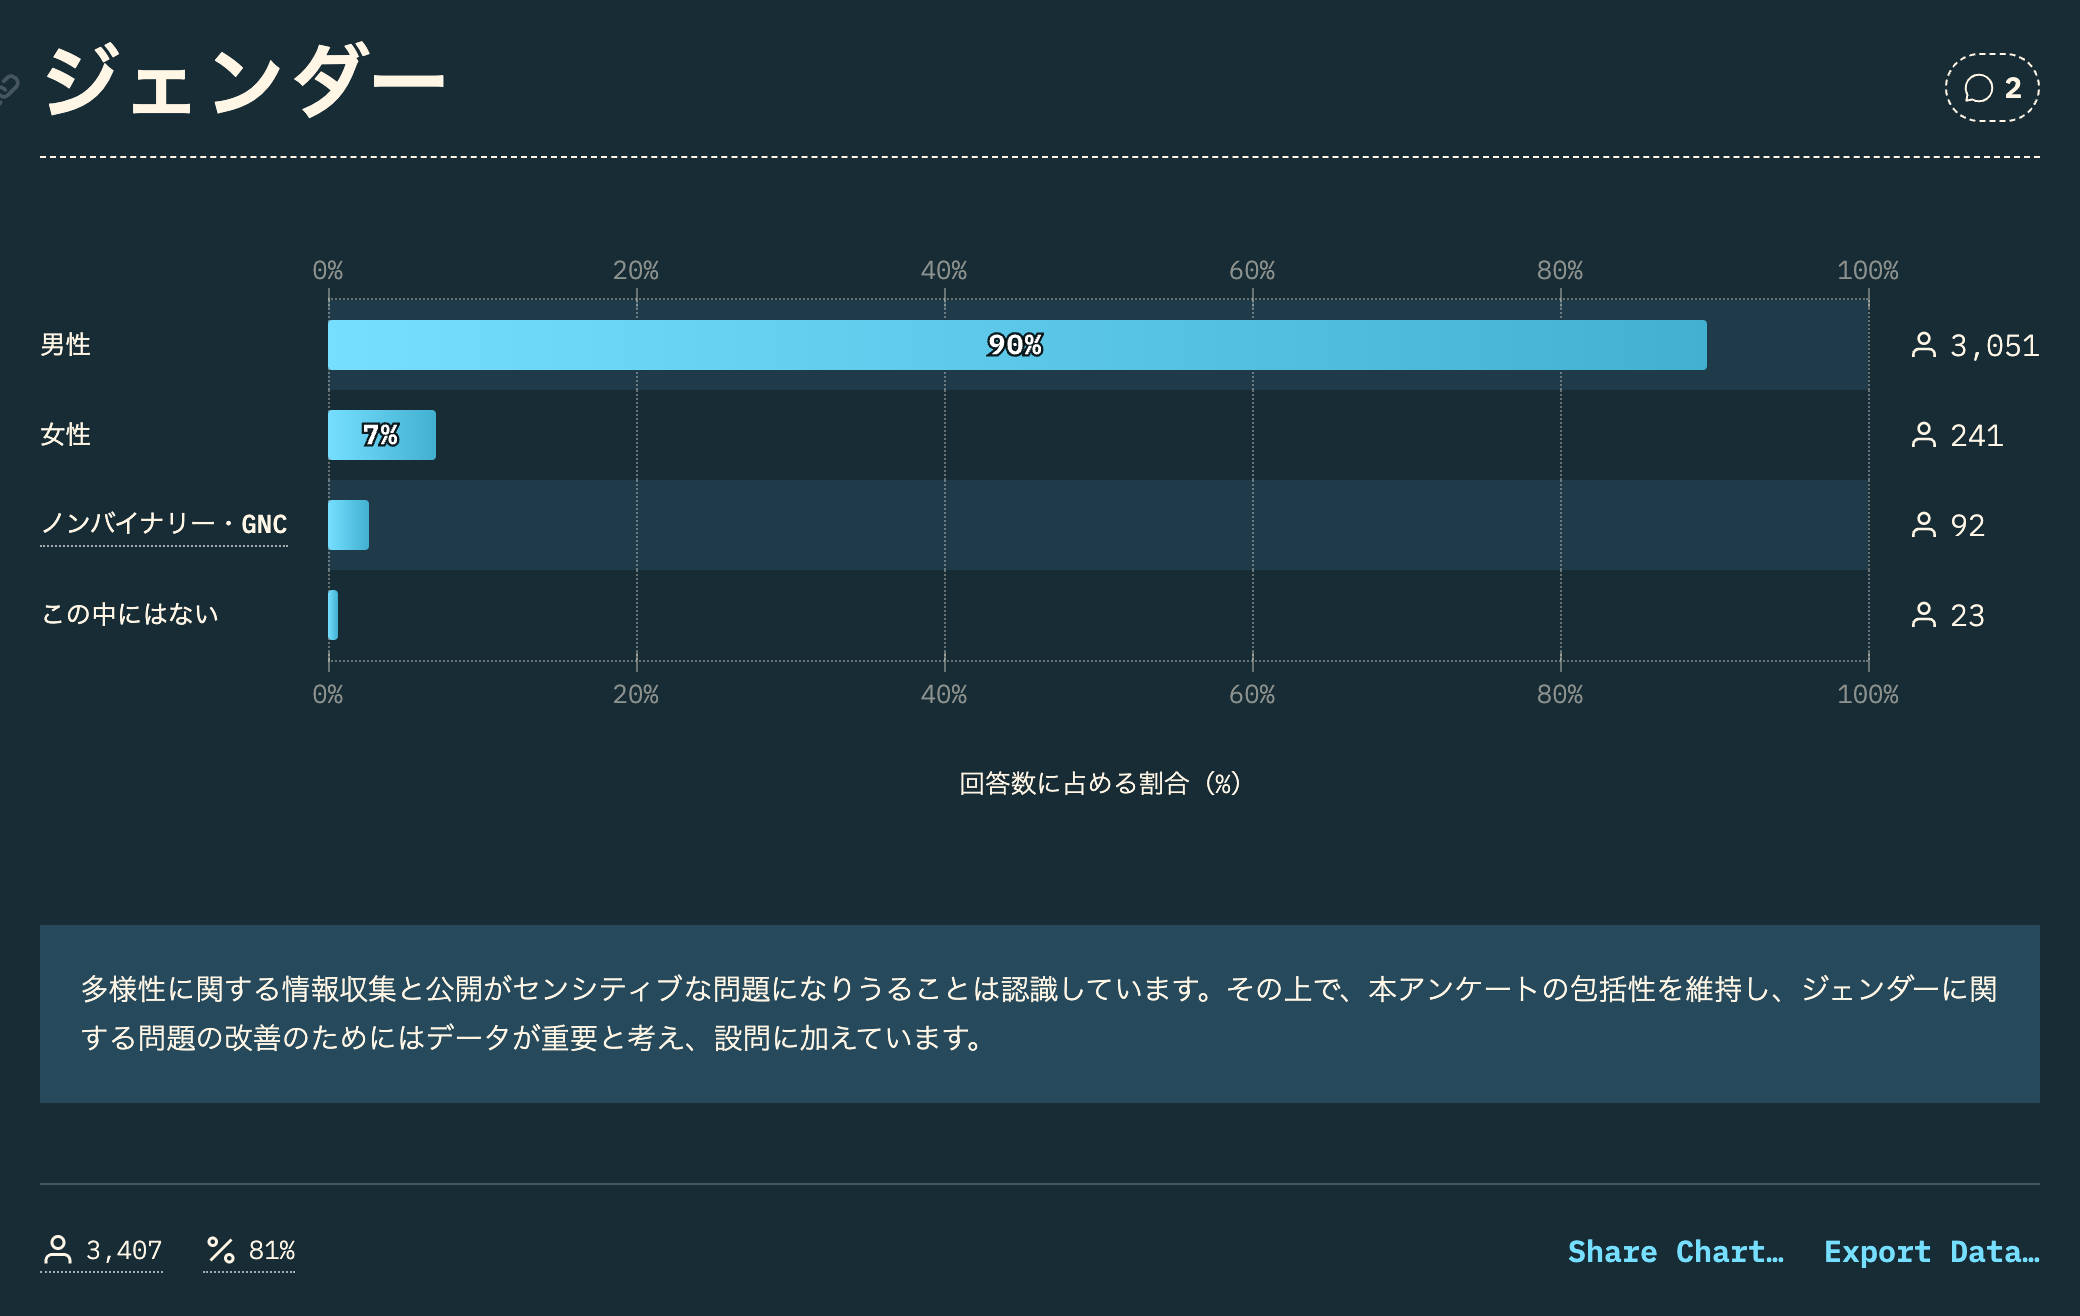 ジェンダー
2
0% 20% 40% 60% 80% 100%
男性 90% 3,051
女性 7% 241
ノンバイナリー・GNC 92
この中にはない 23
0% 20% 40% 60% 80% 100%
回答数に占める割合 (%)
多様性に関する情報収集と公開がセンシティブな問題になりうることは認識しています。その上で、本アンケートの包括性を維持し、ジェンダーに関
する問題の改善のためにはデータが重要と考え、設問に加えています。
3,407 81% Share Chart… Export Data…